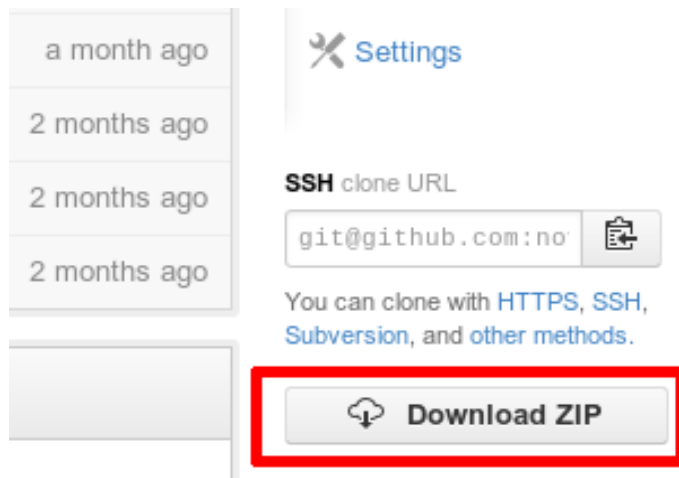 a month ago
2 months ago
2 months ago
2 months ago
Settings
SSH clone URL
git@github.com:no
You can clone with HTTPS, SSH,
Subversion, and other methods.
Download ZIP